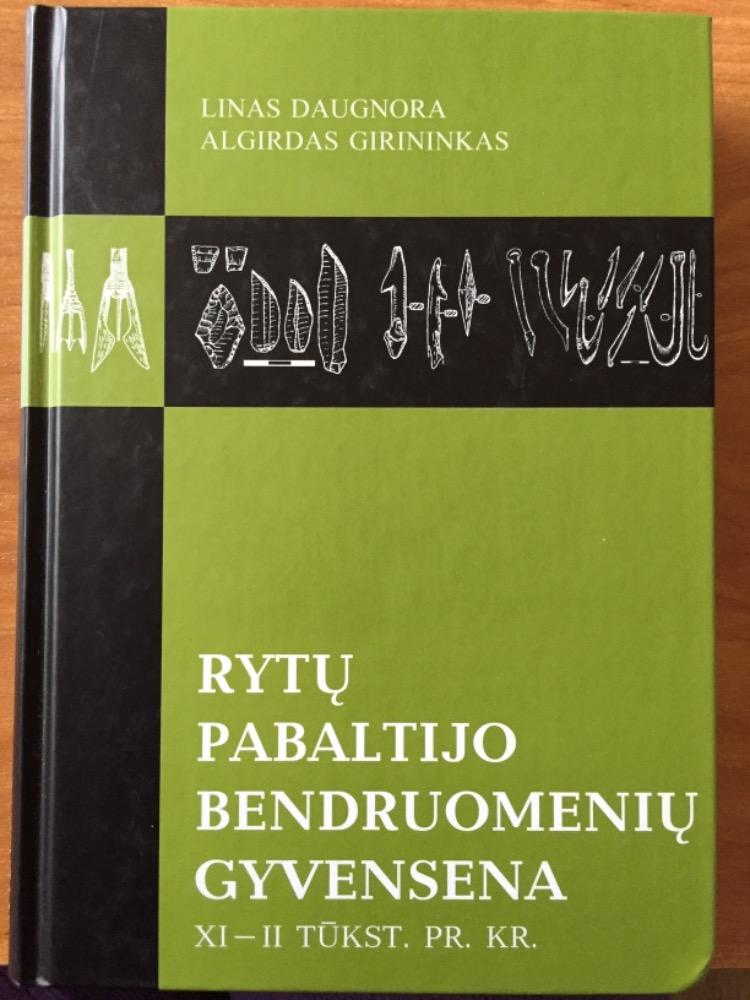 LINAS DAUGNORA
ALGIRDAS GIRININKAS
RYTŲ
PABALTIJO
BENDRUOMENIŲ
GYVENSENA
XI – II TŪKST. PR. KR.